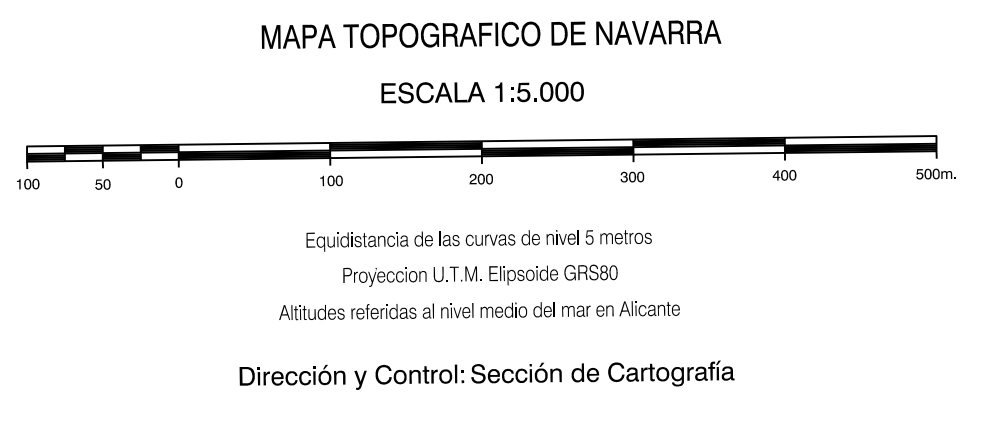 MAPA TOPOGRAFICO DE NAVARRA
ESCALA 1:5.000
100 50 0 100 200 300 400 500m.
Equidistancia de las curvas de nivel 5 metros
Proyeccion U.T.M. Elipsoide GRS80
Altitudes referidas al nivel medio del mar en Alicante
Dirección y Control: Sección de Cartografía